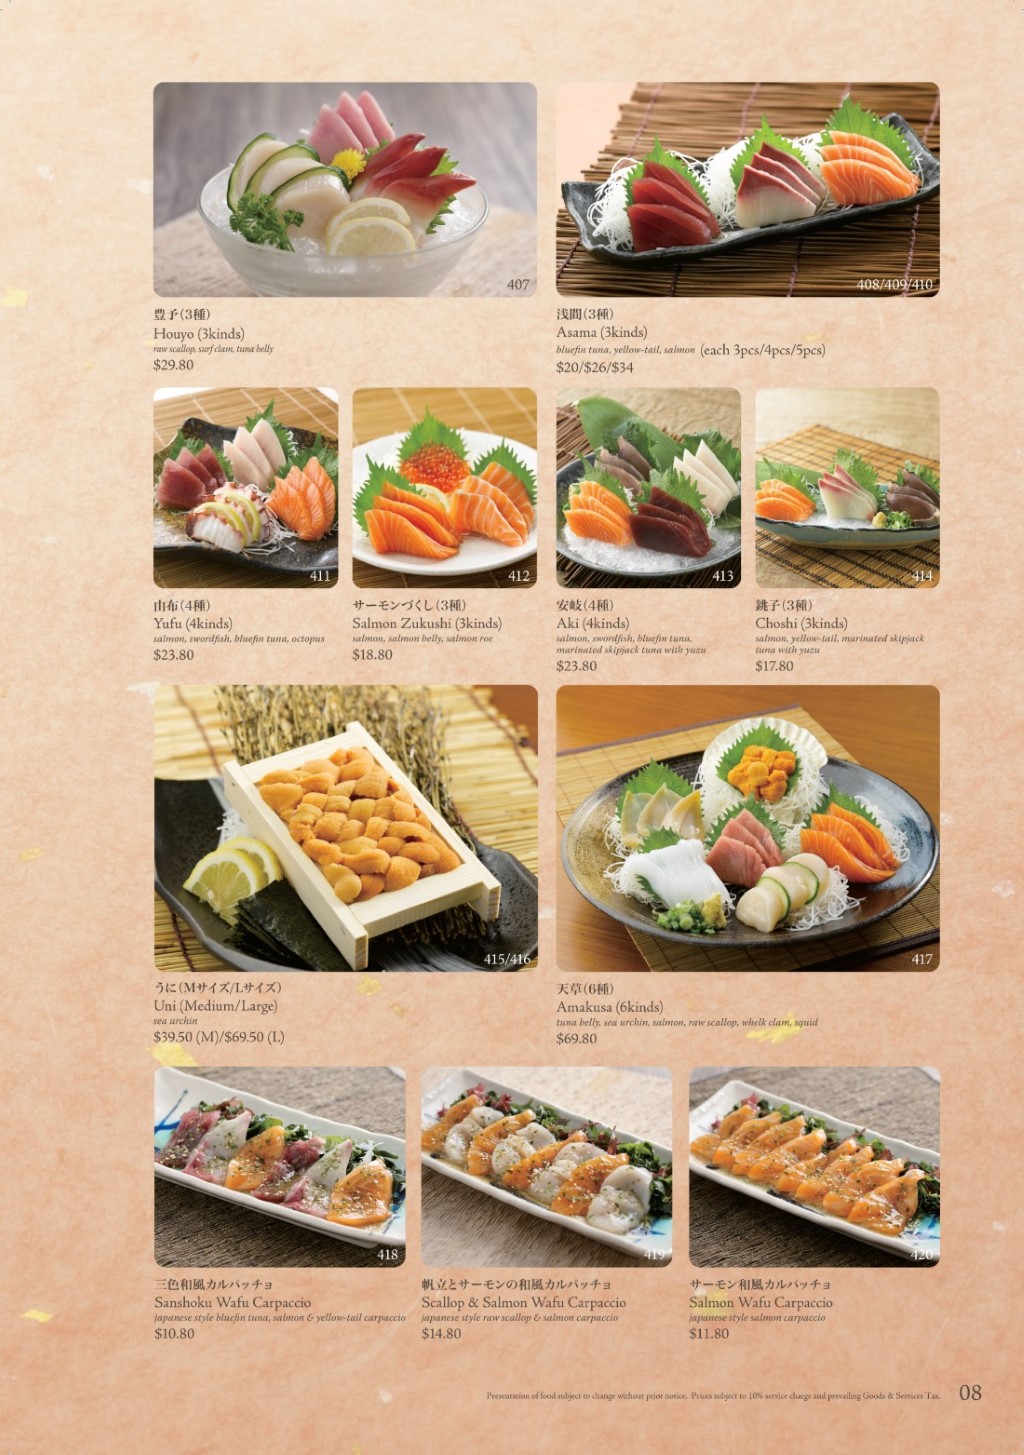 407
408/409/410
豊予(3種)
Houyo (3kinds)
raw scallop, surf clam, tuna belly
$29.80
浅間(3種)
Asama (3kinds)
bluefin tuna, yellow-tail, salmon (each 3pcs/4pcs/5pcs)
$20/$26/$34
411
412
413
414
由布(4種)
Yufu (4kinds)
salmon, swordfish, bluefin tuna, octopus
$23.80
サーモンづくし(3種)
Salmon Zukushi (3kinds)
salmon, salmon belly, salmon roe
$18.80
安岐(4種)
Aki (4kinds)
salmon, swordfish, bluefin tuna,
marinated skipjack tuna with yuzu
$23.80
銚子(3種)
Choshi (3kinds)
salmon, yellow-tail, marinated skipjack
tuna with yuzu
$17.80
415/416
417
うに(Mサイズ/Lサイズ)
Uni (Medium/Large)
sea urchin
$39.50 (M)/$69.50 (L)
天草(6種)
Amakusa (6kinds)
tuna belly, sea urchin, salmon, raw scallop, whelk clam, squid
$69.80
418
419
420
三色和風カルパッチョ
Sanshoku Wafu Carpaccio
japanese style bluefin tuna, salmon & yellow-tail carpaccio
$10.80
帆立とサーモンの和風カルパッチョ
Scallop & Salmon Wafu Carpaccio
japanese style raw scallop & salmon carpaccio
$14.80
サーモン和風カルパッチョ
Salmon Wafu Carpaccio
japanese style salmon carpaccio
$11.80
Presentation of food subject to change without prior notice. Prices subject to 10% service charge and prevailing Goods & Services Tax.
08